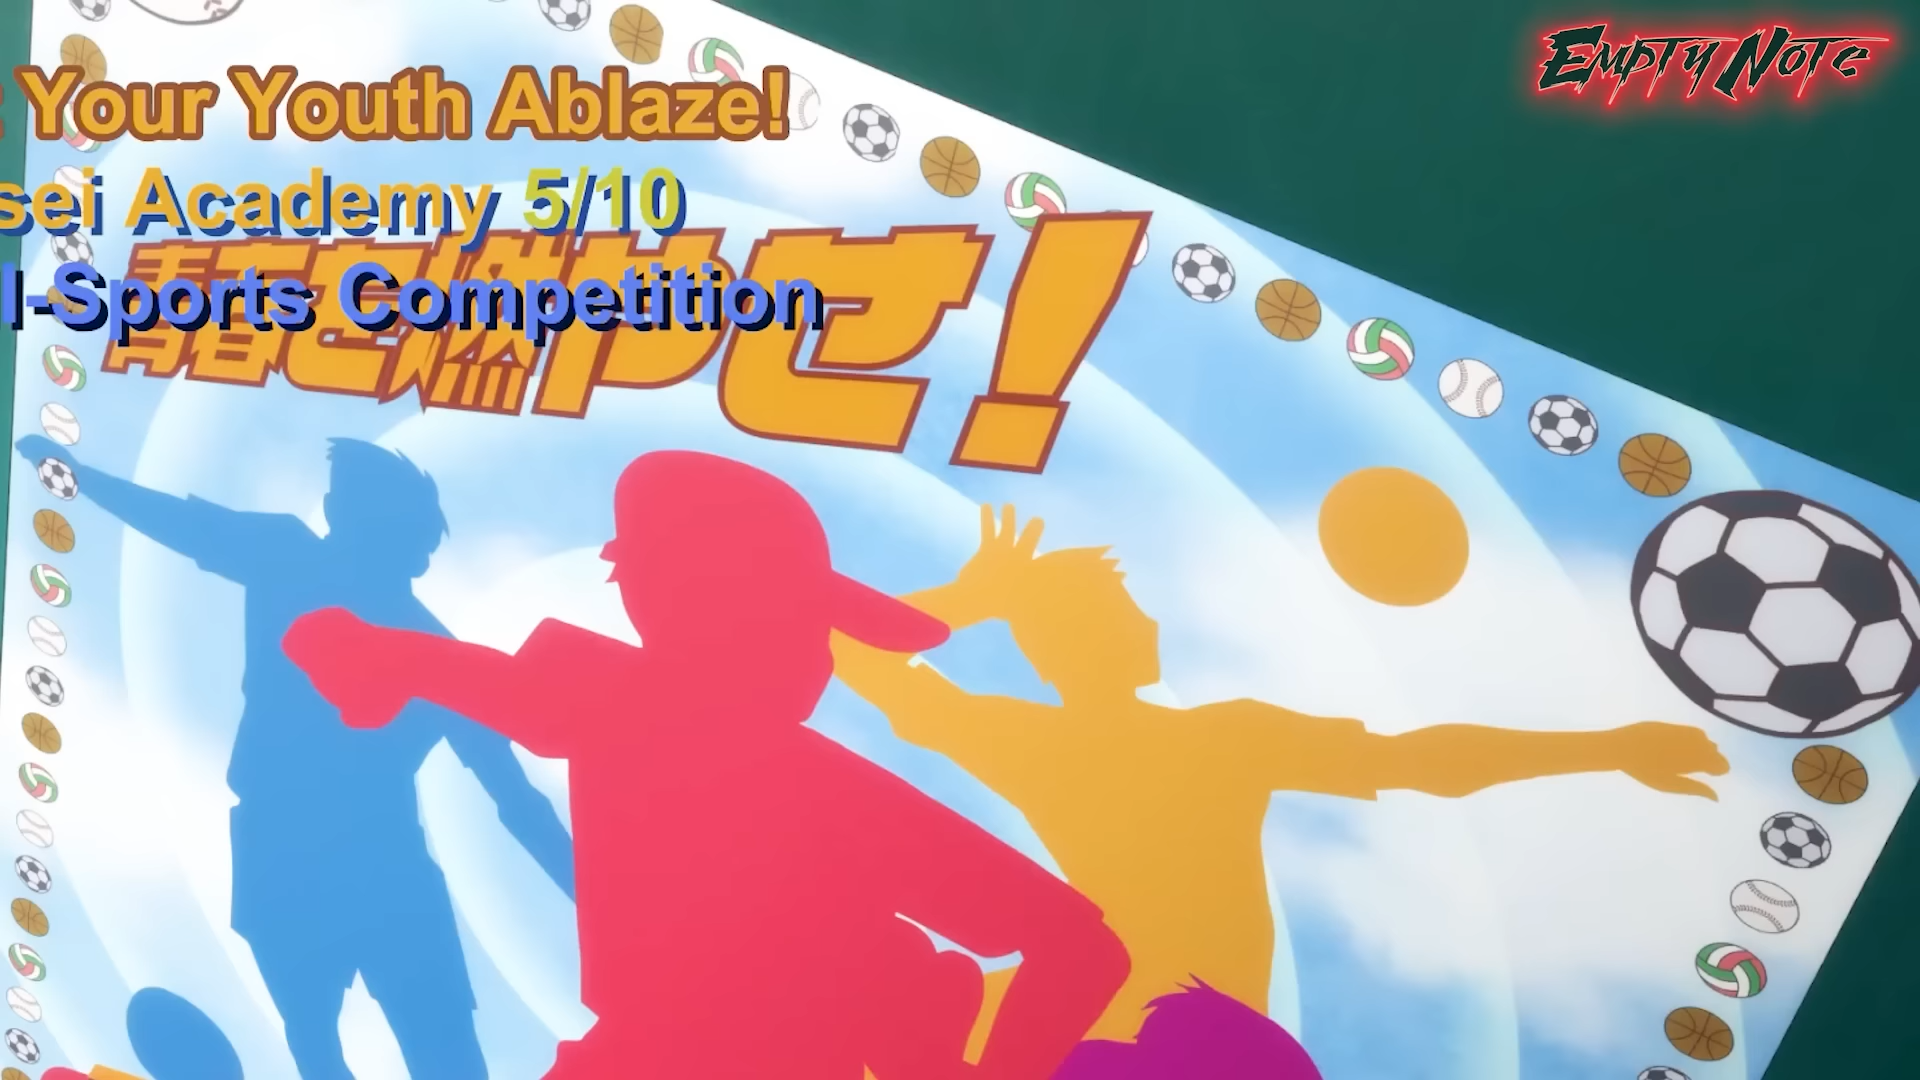 Empty Note
: Your Youth Ablaze!
sei Academy 5/10
l-Sports Competition
青春を燃やせ!